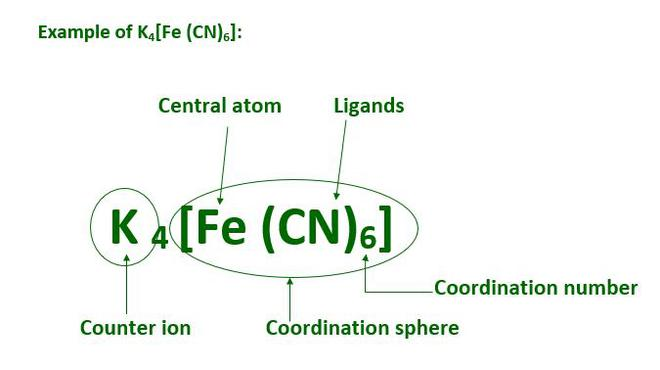 Example of K₄[Fe (CN)₆]:
Central atom Ligands
K ₄ [Fe (CN)₆]
Coordination number
Counter ion Coordination sphere